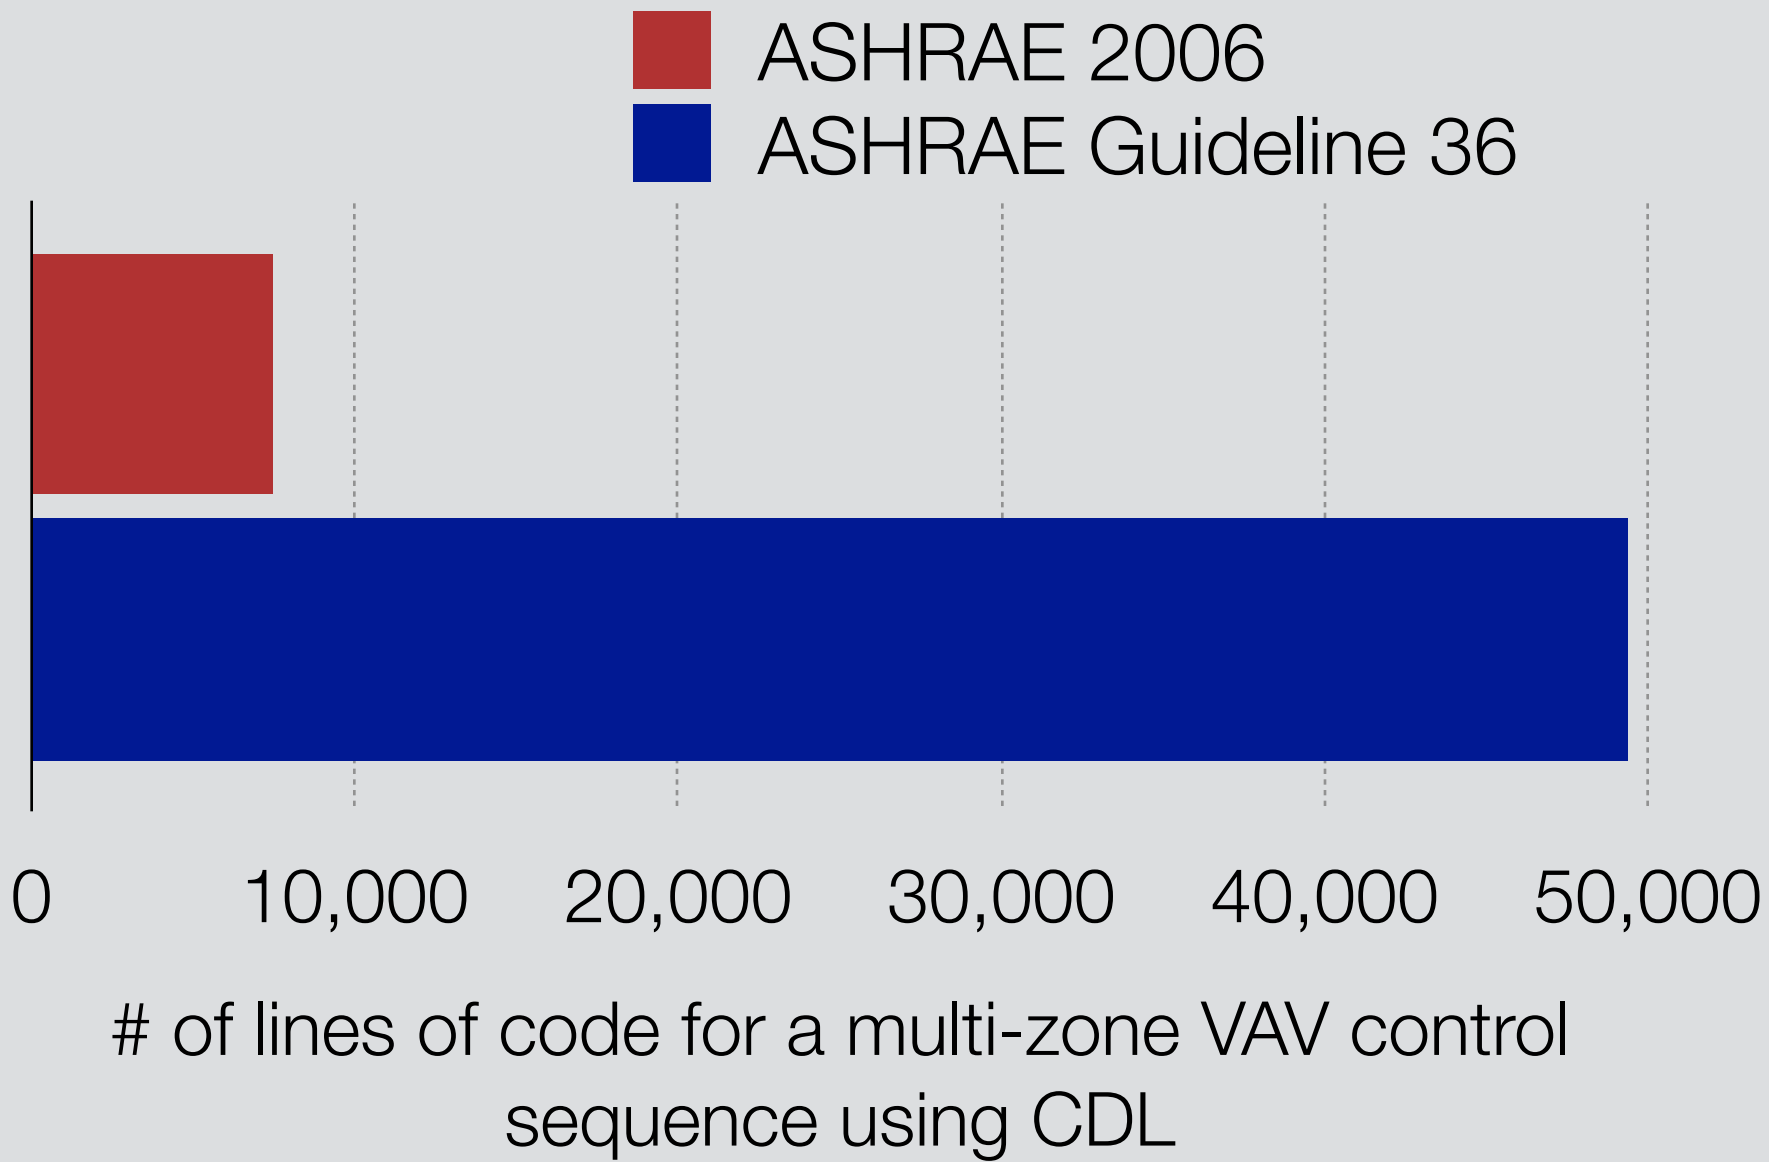 ASHRAE 2006
ASHRAE Guideline 36
0 10,000 20,000 30,000 40,000 50,000
# of lines of code for a multi-zone VAV control
sequence using CDL